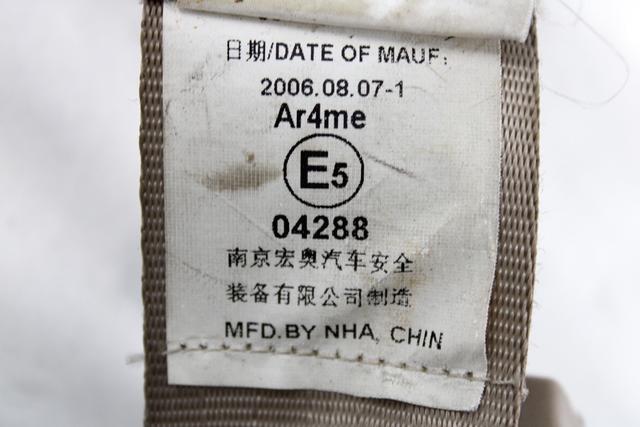 日期/DATE OF MAUF:
2006.08.07-1
Ar4me
E5
04288
南京宏奥汽车安全
装备有限公司制造
MFD.BY NHA, CHIN